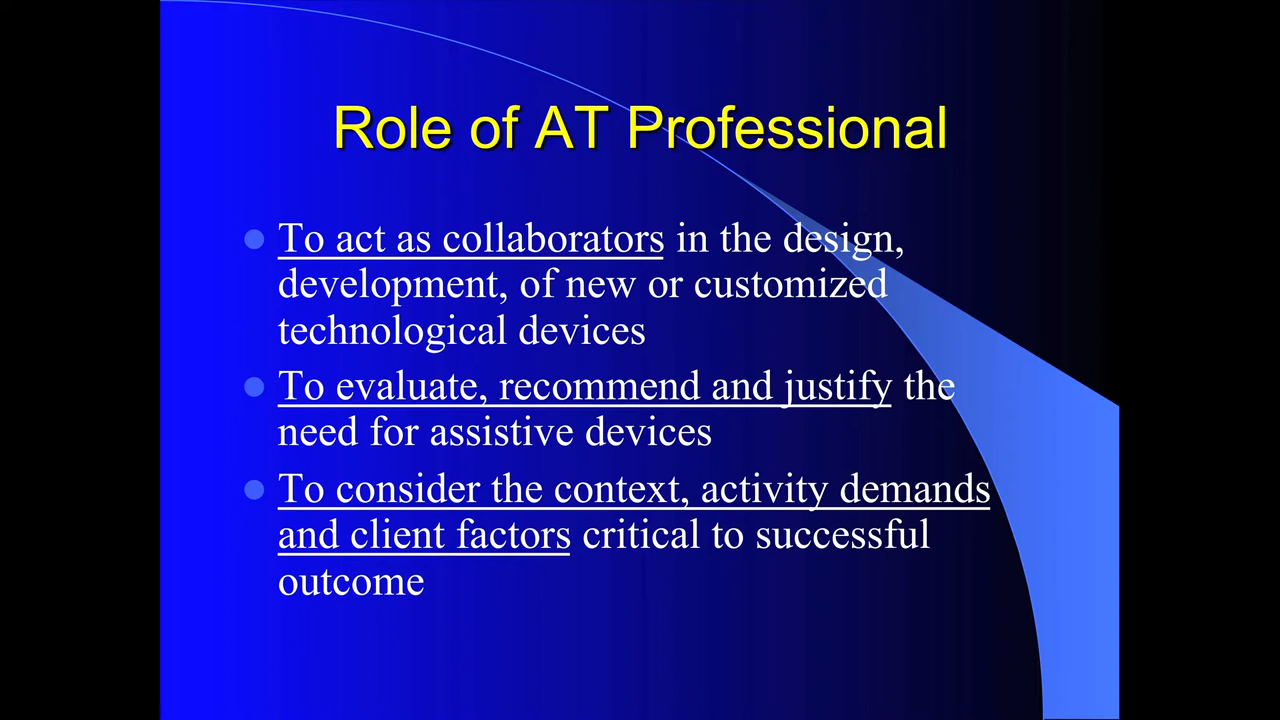 Role of AT Professional
To act as collaborators in the design,
development, of new or customized
technological devices
To evaluate, recommend and justify the
need for assistive devices
To consider the context, activity demands
and client factors critical to successful
outcome